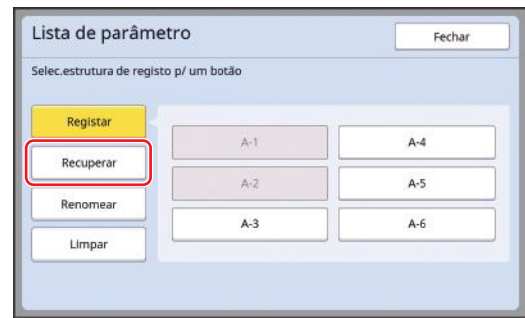 Lista de parâmetro
Fechar
Selec.estrutura de registo p/ um botão
Registar
Recuperar
Renomear
Limpar
A-1
A-4
A-2
A-5
A-3
A-6